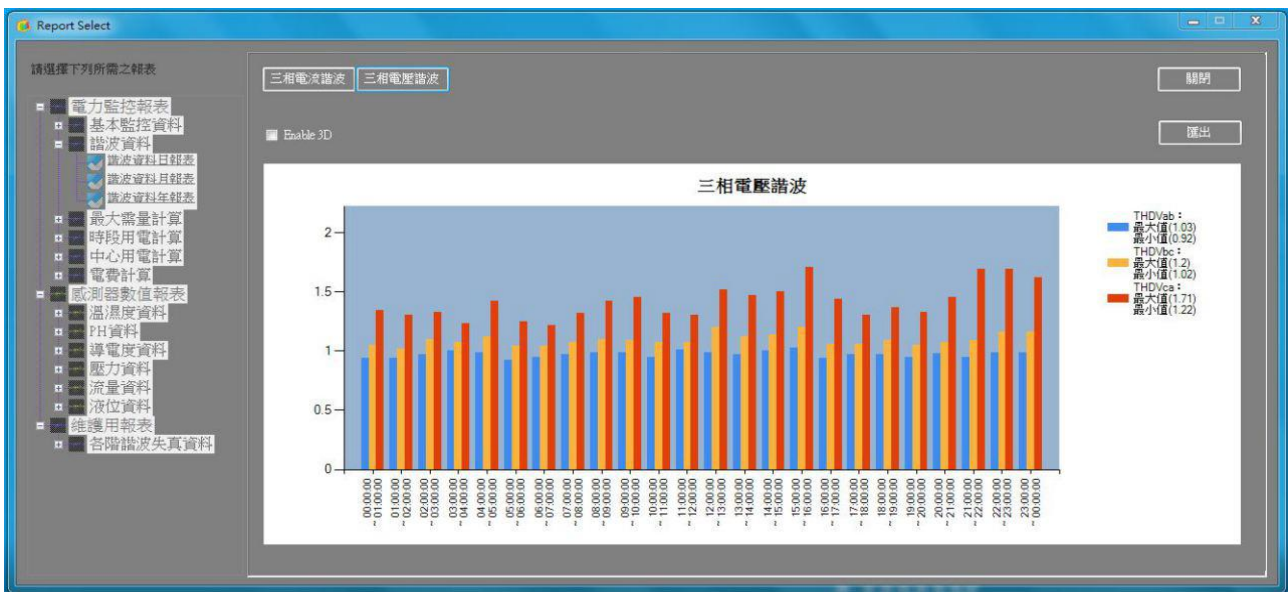 Report Select
請選擇下列所需之報表
電力監控報表
基本監控資料
諧波資料
諧波資料日報表
諧波資料月報表
諧波資料年報表
最大需量計算
時段用電計算
中心用電計算
電費計算
感測器數值報表
溫濕度資料
PH資料
導電度資料
壓力資料
流量資料
液位資料
维護用報表
各階諧波失真資料
三相電流諧波
三相電壓諧波
關閉
Enable 3D
匯出
三相電壓諧波
2
1.5
1
0.5
0
00:00:00 ~ 01:00:00
01:00:00 ~ 02:00:00
02:00:00 ~ 03:00:00
03:00:00 ~ 04:00:00
04:00:00 ~ 05:00:00
05:00:00 ~ 06:00:00
06:00:00 ~ 07:00:00
07:00:00 ~ 08:00:00
08:00:00 ~ 09:00:00
09:00:00 ~ 10:00:00
10:00:00 ~ 11:00:00
11:00:00 ~ 12:00:00
12:00:00 ~ 13:00:00
13:00:00 ~ 14:00:00
14:00:00 ~ 15:00:00
15:00:00 ~ 16:00:00
16:00:00 ~ 17:00:00
17:00:00 ~ 18:00:00
18:00:00 ~ 19:00:00
19:00:00 ~ 20:00:00
20:00:00 ~ 21:00:00
21:00:00 ~ 22:00:00
22:00:00 ~ 23:00:00
23:00:00 ~ 00:00:00
THDVab：
最大值(1.03)
最小值(0.92)
THDVbc：
最大值(1.2)
最小值(1.02)
THDVca：
最大值(1.71)
最小值(1.22)